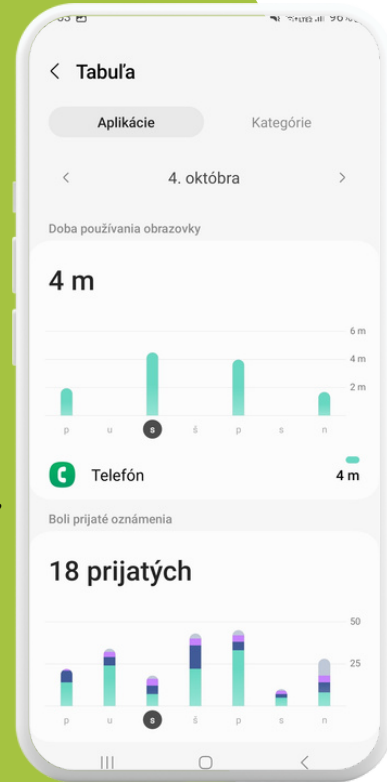 Tabuľa
Aplikácie Kategórie
4. októbra
Doba používania obrazovky
4 m
6 m
4 m
2 m
p u s š p s n
Telefón 4 m
Boli prijaté oznámenia
18 prijatých
50
25
p u s š p s n